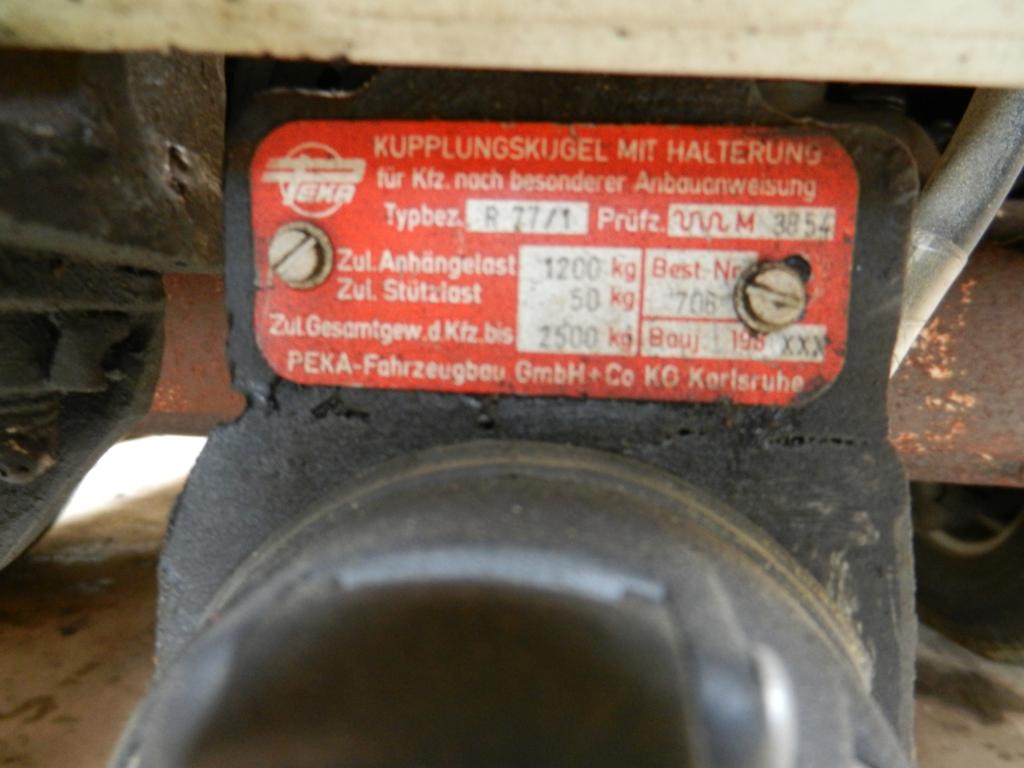 KUPPLUNGSKUGEL MIT HALTERUNG
PEKA
für Kfz. nach besonderer Anbauanweisung
Typbez. R 77/1 Prüfz. M 3854
Zul. Anhängelast 1200 kg Best-Nr
Zul. Stützlast 50 kg 706
Zul. Gesamtgew. d. Kfz. bis 2500 kg Bauj. 196 XXX
PEKA-Fahrzeugbau GmbH+Co KG Karlsruhe